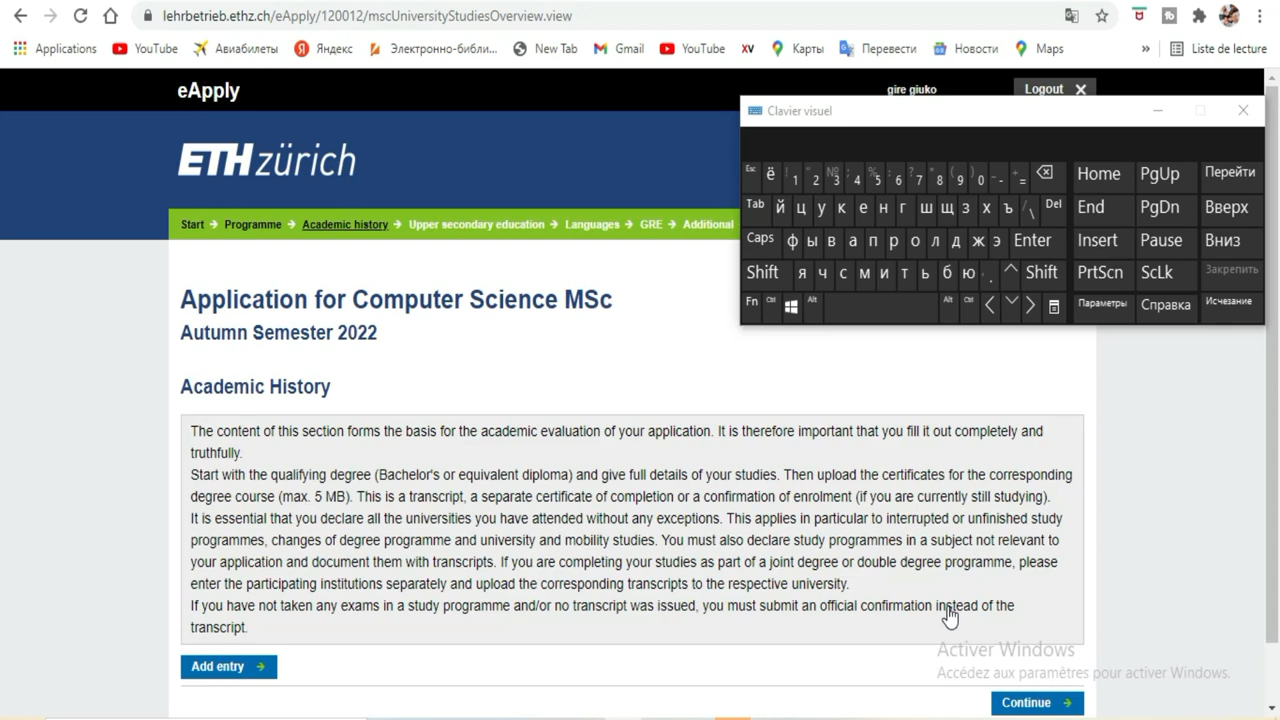 lehrbetrieb.ethz.ch/eApply/120012/mscUniversityStudiesOverview.view
Applications YouTube Авиабилеты Яндекс Электронно-библи... New Tab Gmail YouTube XV Карты Перевести Новости Maps » Liste de lecture
eApply gire giuko Logout
Clavier visuel
ETH zürich
Esc ё ! 1 " 2 № 3 ; 4 % 5 : 6 ? 7 * 8 ( 9 ) 0 _ - + = Home PgUp Перейти
Tab й ц у к е н г ш щ з х ъ / \ Del End PgDn Вверх
Start Programme Academic history Upper secondary education Languages GRE Additional
Caps ф ы в а п р о л д ж э Enter Insert Pause Вниз
Shift я ч с м и т ь б ю . Shift PrtScn ScLk Закрепить
Fn Ctrl Alt Alt Ctrl Параметры Справка Исчезание
Application for Computer Science MSc
Autumn Semester 2022
Academic History
The content of this section forms the basis for the academic evaluation of your application. It is therefore important that you fill it out completely and
truthfully.
Start with the qualifying degree (Bachelor's or equivalent diploma) and give full details of your studies. Then upload the certificates for the corresponding
degree course (max. 5 MB). This is a transcript, a separate certificate of completion or a confirmation of enrolment (if you are currently still studying).
It is essential that you declare all the universities you have attended without any exceptions. This applies in particular to interrupted or unfinished study
programmes, changes of degree programme and university and mobility studies. You must also declare study programmes in a subject not relevant to
your application and document them with transcripts. If you are completing your studies as part of a joint degree or double degree programme, please
enter the participating institutions separately and upload the corresponding transcripts to the respective university.
If you have not taken any exams in a study programme and/or no transcript was issued, you must submit an official confirmation instead of the
transcript.
Activer Windows
Add entry
Accédez aux paramètres pour activer Windows.
Continue